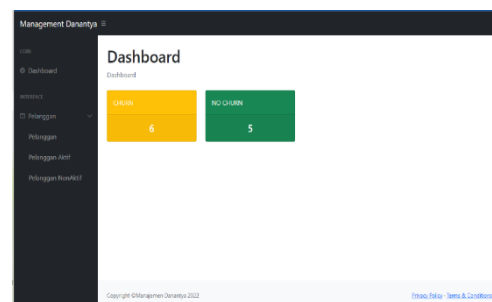 Management Danantya
CORE
Dashboard
INTERFACE
Pelanggan
Pelanggan
Pelanggan Aktif
Pelanggan NonAktif
Dashboard
Dashboard
CHURN
6
NO CHURN
5
Copyright ©Manajemen Danantya 2022
Privacy Policy · Terms & Conditions